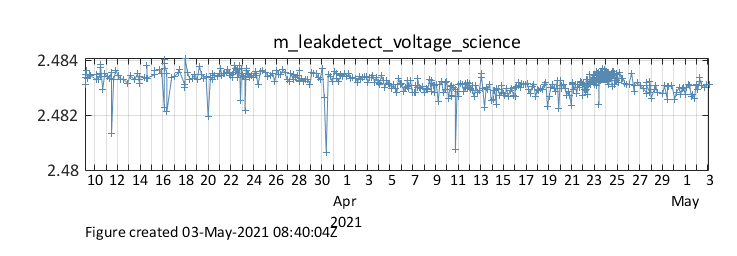 m_leakdetect_voltage_science
2.484
2.482
2.48
10 12 14 16 18 20 22 24 26 28 30 1 3 5 7 9 11 13 15 17 19 21 23 25 27 29 1 3
Apr May
2021
Figure created 03-May-2021 08:40:04Z